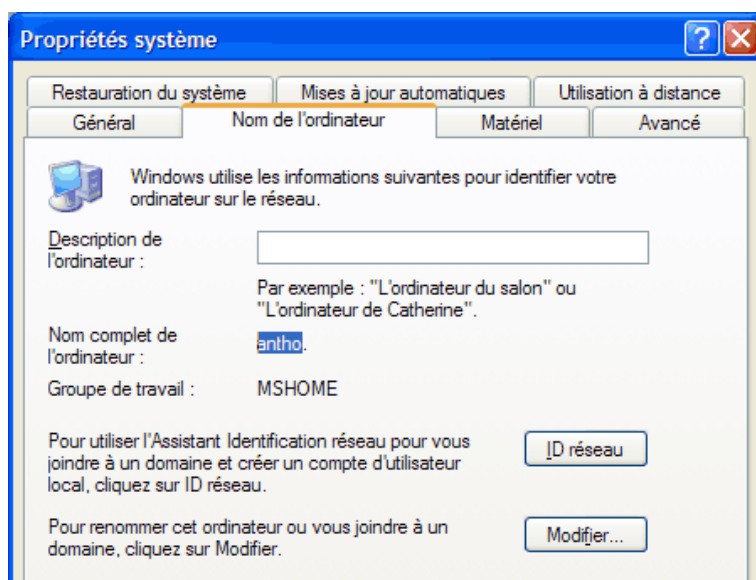 Propriétés système
?
X
Restauration du système
Mises à jour automatiques
Utilisation à distance
Général
Nom de l'ordinateur
Matériel
Avancé
Windows utilise les informations suivantes pour identifier votre
ordinateur sur le réseau.
Description de
l'ordinateur :
Par exemple : "L'ordinateur du salon" ou
"L'ordinateur de Catherine".
Nom complet de
l'ordinateur :
antho.
Groupe de travail :
MSHOME
Pour utiliser l'Assistant Identification réseau pour vous
joindre à un domaine et créer un compte d'utilisateur
local, cliquez sur ID réseau.
ID réseau
Pour renommer cet ordinateur ou vous joindre à un
domaine, cliquez sur Modifier.
Modifier...